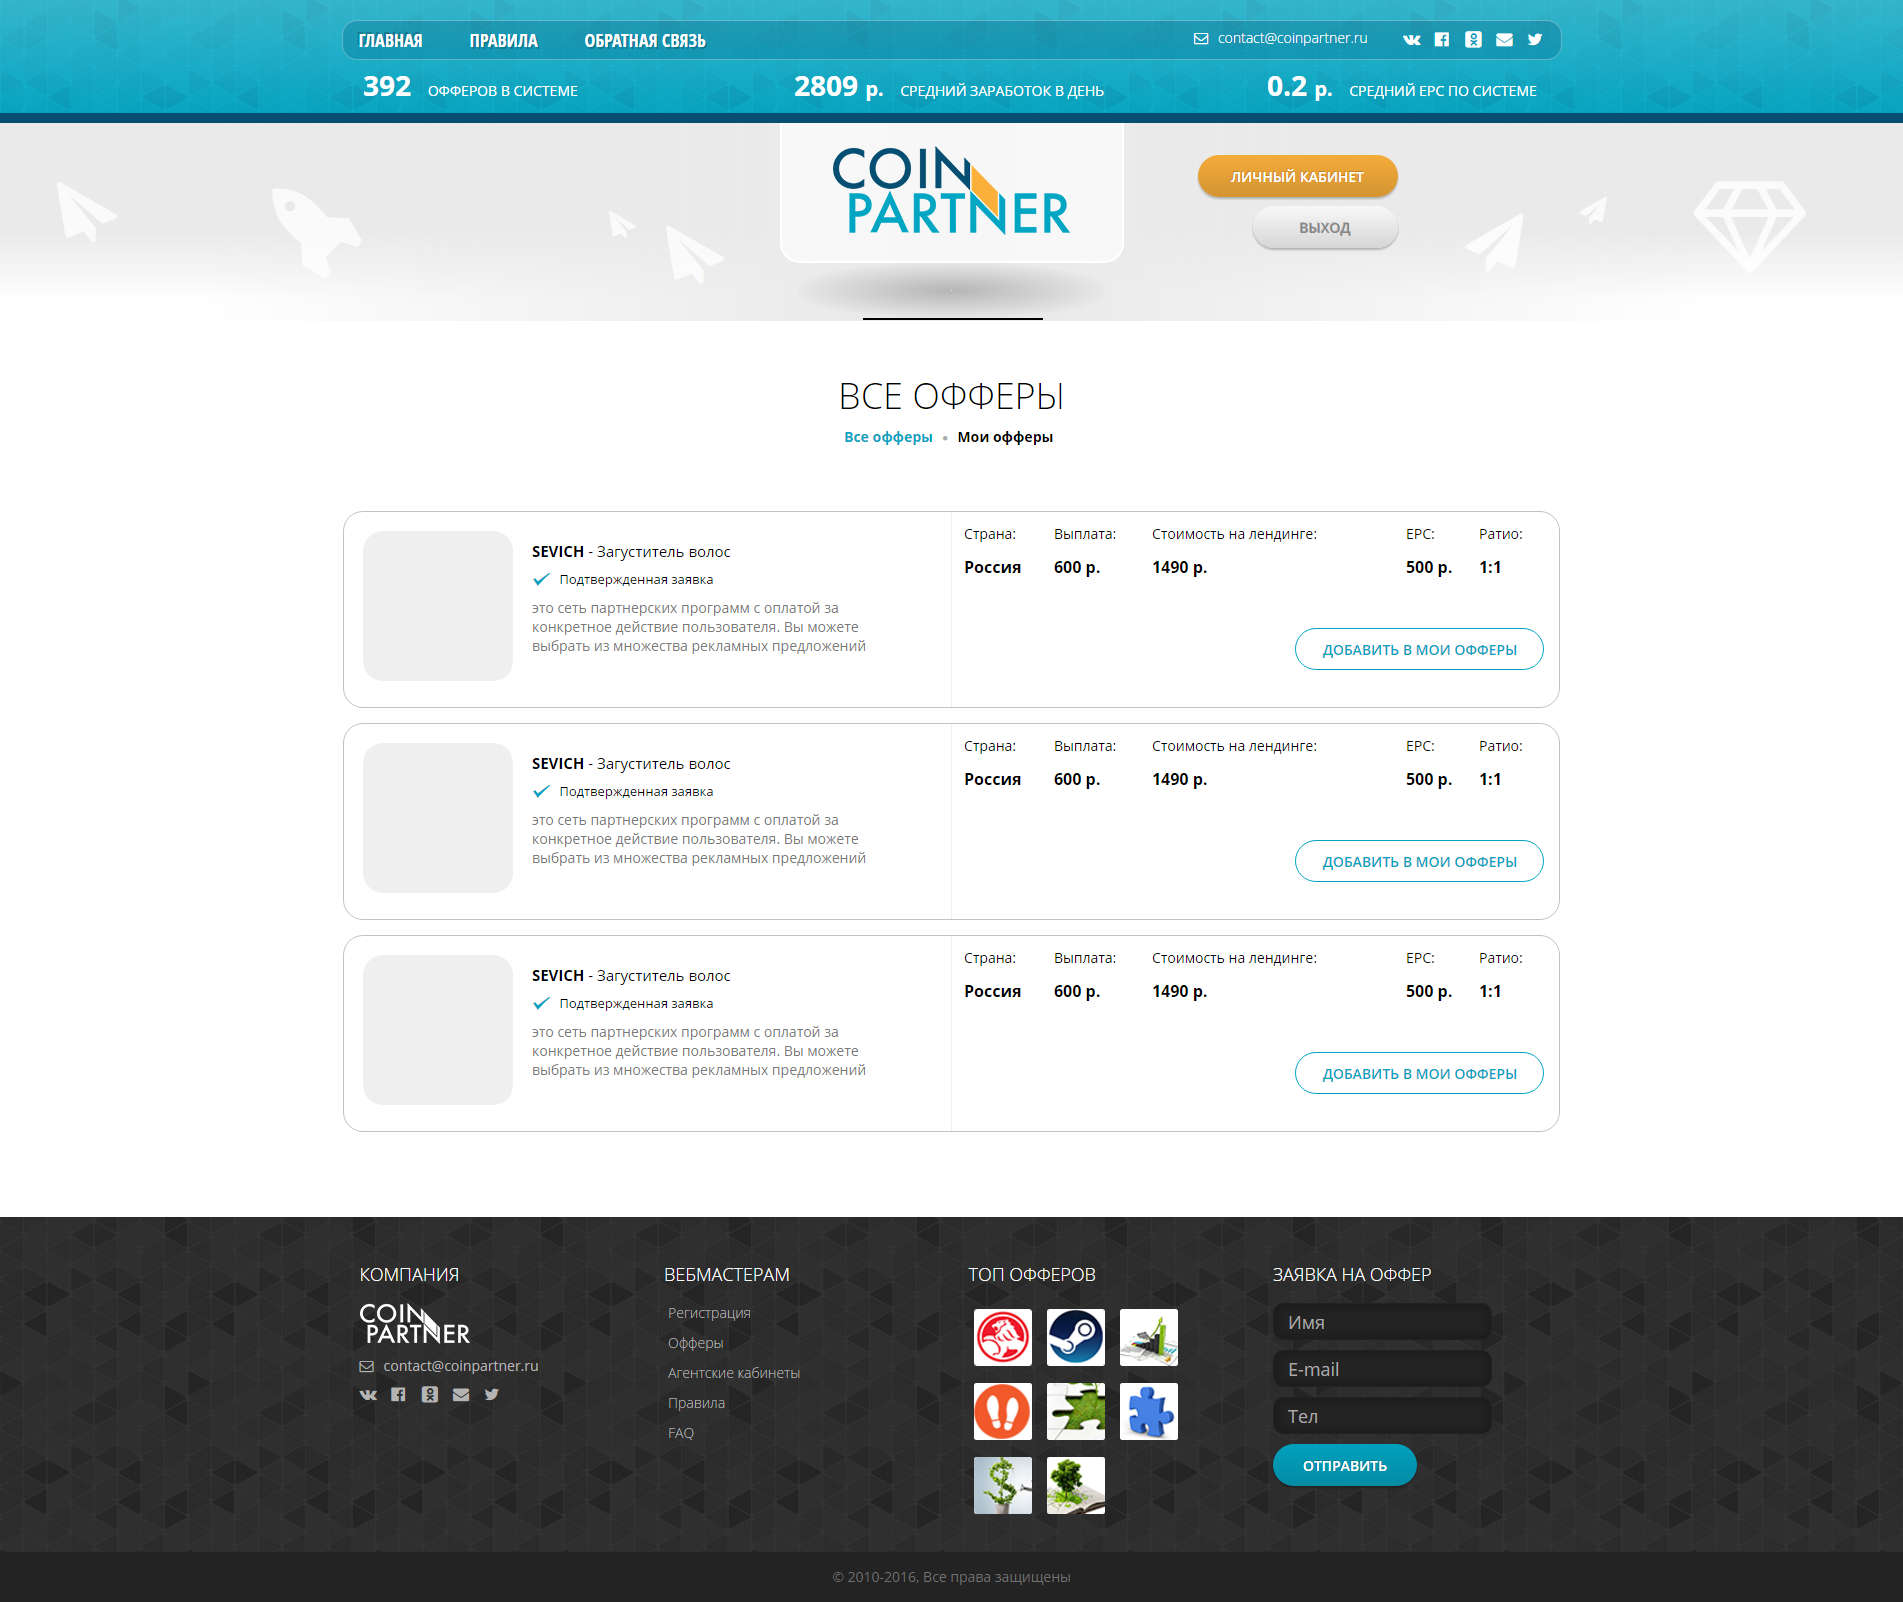 ГЛАВНАЯ ПРАВИЛА ОБРАТНАЯ СВЯЗЬ contact@coinpartner.ru
392 ОФФЕРОВ В СИСТЕМЕ 2809 р. СРЕДНИЙ ЗАРАБОТОК В ДЕНЬ 0.2 р. СРЕДНИЙ EPC ПО СИСТЕМЕ
COIN
PARTNER
ЛИЧНЫЙ КАБИНЕТ
ВЫХОД
ВСЕ ОФФЕРЫ
Все офферы • Мои офферы
SEVICH - Загуститель волос
Подтвержденная заявка
это сеть партнерских программ с оплатой за
конкретное действие пользователя. Вы можете
выбрать из множества рекламных предложений
Страна: Выплата: Стоимость на лендинге: EPC: Ратио:
Россия 600 р. 1490 р. 500 р. 1:1
ДОБАВИТЬ В МОИ ОФФЕРЫ
SEVICH - Загуститель волос
Подтвержденная заявка
это сеть партнерских программ с оплатой за
конкретное действие пользователя. Вы можете
выбрать из множества рекламных предложений
Страна: Выплата: Стоимость на лендинге: EPC: Ратио:
Россия 600 р. 1490 р. 500 р. 1:1
ДОБАВИТЬ В МОИ ОФФЕРЫ
SEVICH - Загуститель волос
Подтвержденная заявка
это сеть партнерских программ с оплатой за
конкретное действие пользователя. Вы можете
выбрать из множества рекламных предложений
Страна: Выплата: Стоимость на лендинге: EPC: Ратио:
Россия 600 р. 1490 р. 500 р. 1:1
ДОБАВИТЬ В МОИ ОФФЕРЫ
КОМПАНИЯ
COIN
PARTNER
contact@coinpartner.ru
ВЕБМАСТЕРАМ
Регистрация
Офферы
Агентские кабинеты
Правила
FAQ
ТОП ОФФЕРОВ
ЗАЯВКА НА ОФФЕР
Имя
E-mail
Тел
ОТПРАВИТЬ
© 2010-2016, Все права защищены